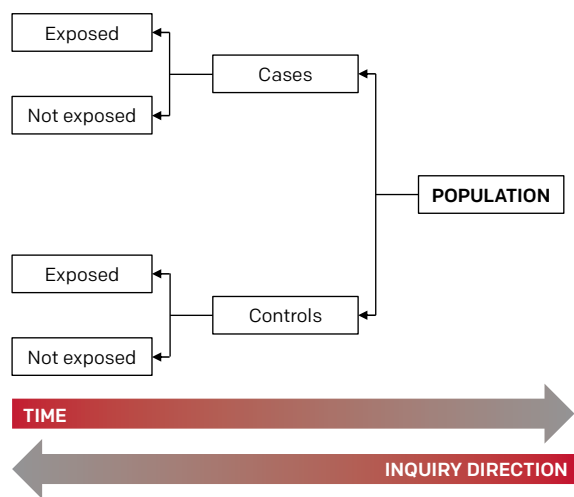 Exposed
Cases
Not exposed
POPULATION
Exposed
Controls
Not exposed
TIME
INQUIRY DIRECTION